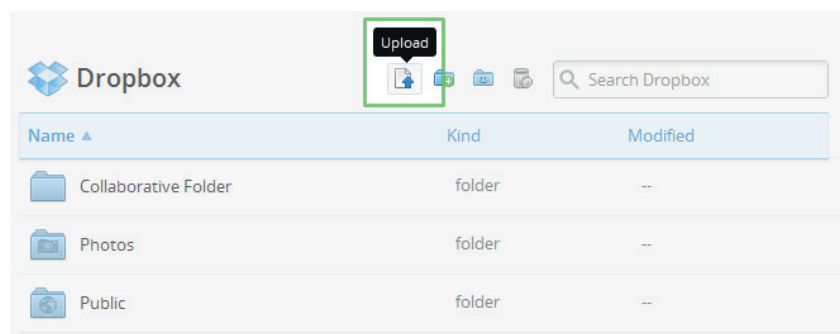 Upload
Dropbox
Search Dropbox
Name Kind Modified
Collaborative Folder folder --
Photos folder --
Public folder --